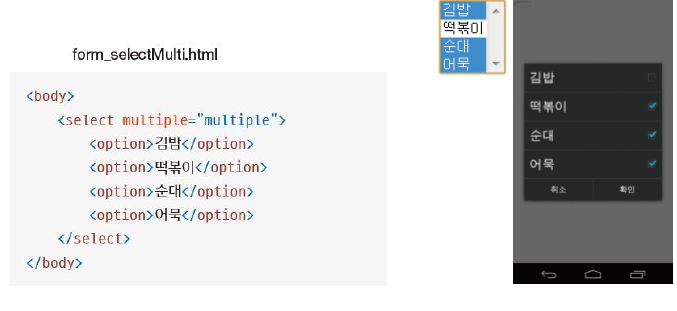 form_selectMulti.html
<body>
<select multiple="multiple">
<option>김밥</option>
<option>떡볶이</option>
<option>순대</option>
<option>어묵</option>
</select>
</body>
김밥
떡볶이
순대
어묵
김밥
떡볶이
순대
어묵
취소 확인